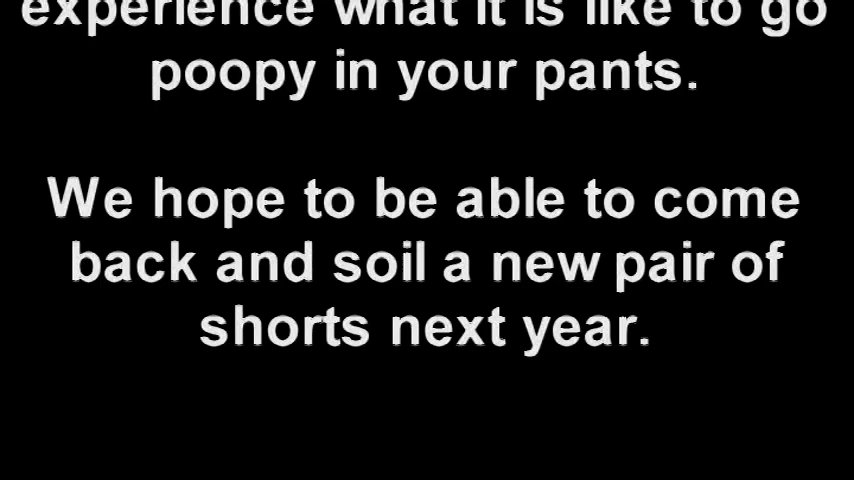 experience what it is like to go
poopy in your pants.
We hope to be able to come
back and soil a new pair of
shorts next year.